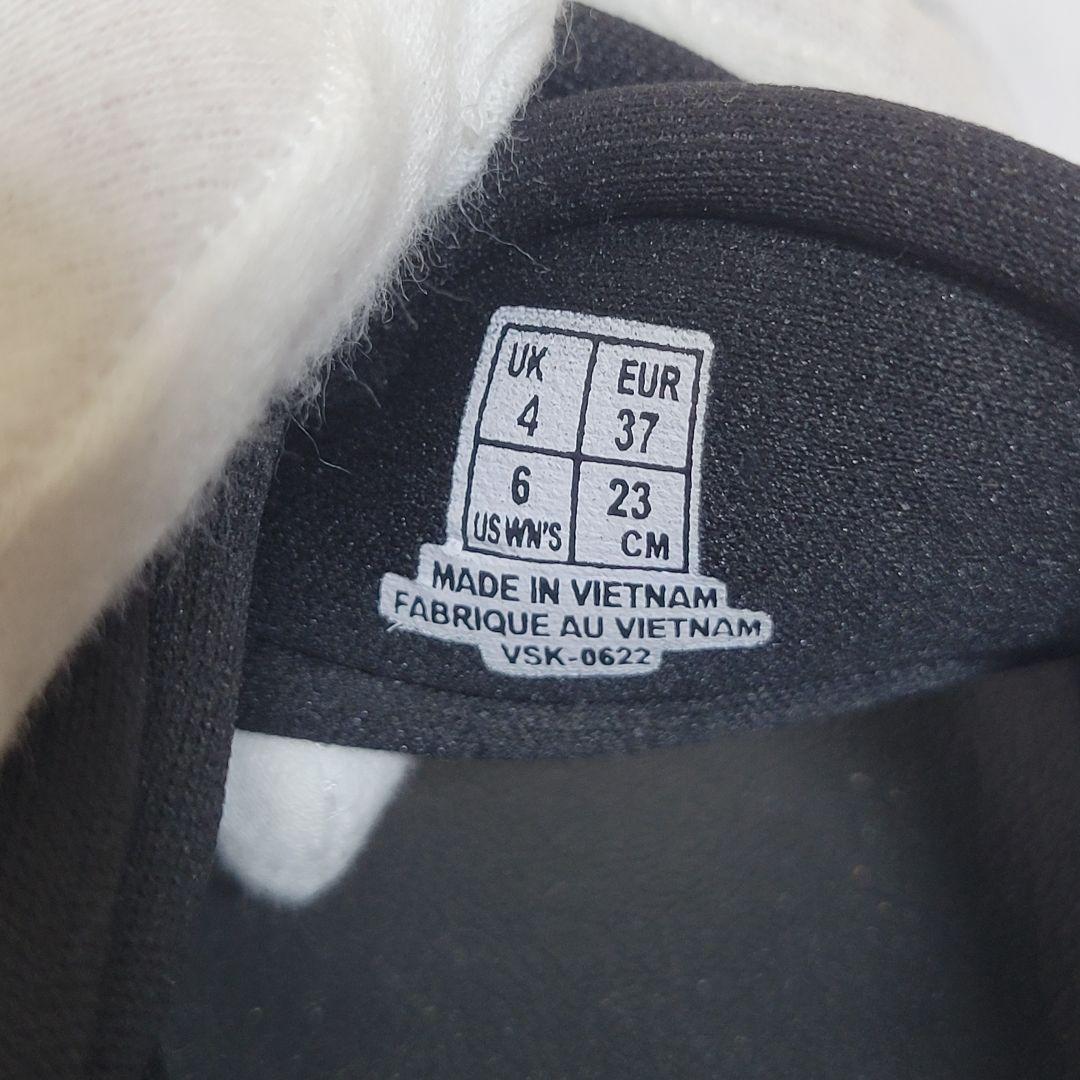 UK EUR
4 37
6 23
US WN'S CM
MADE IN VIETNAM
FABRIQUE AU VIETNAM
VSK-0622